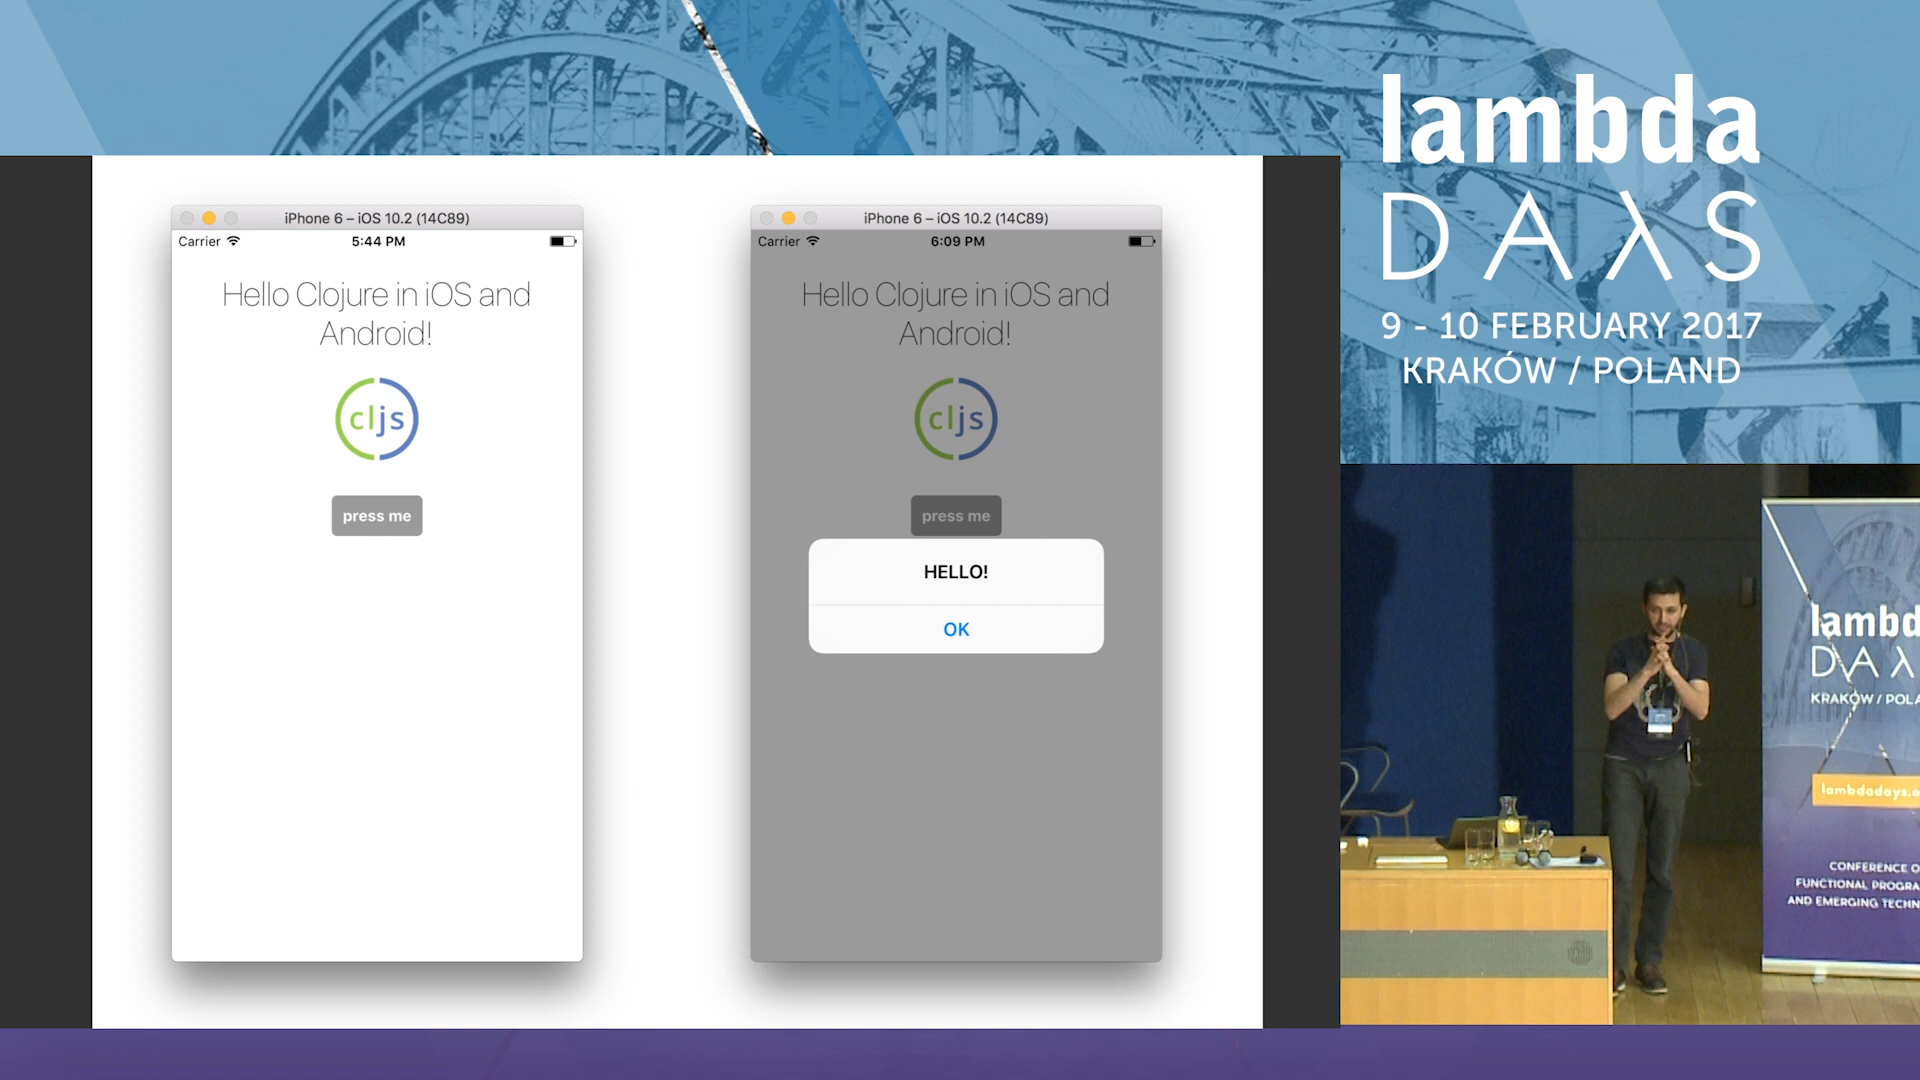 iPhone 6 – iOS 10.2 (14C89)
Carrier
5:44 PM
Hello Clojure in iOS and
Android!
cljs
press me
iPhone 6 – iOS 10.2 (14C89)
Carrier
6:09 PM
Hello Clojure in iOS and
Android!
cljs
press me
HELLO!
OK
lambda
DAλS
9 - 10 FEBRUARY 2017
KRAKÓW / POLAND
lambd
DAλ
KRAKÓW / POLA
lambdadays.o
CONFERENCE O
FUNCTIONAL PROGRA
AND EMERGING TECHN